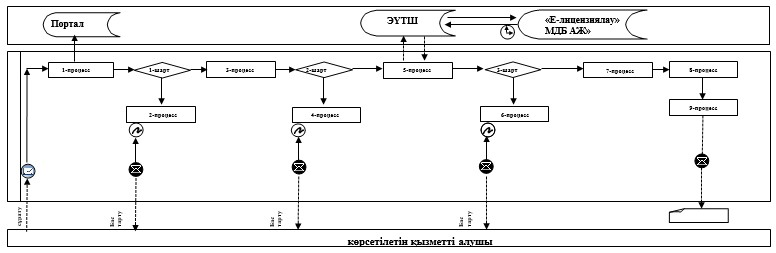 Портал
ЭҮТШ
«Е-лицензиялау»
МДБ АЖ»
1-процесс
1-шарт
3-процесс
2-шарт
5-процесс
3-шарт
7-процесс
8-процесс
2-процесс
4-процесс
6-процесс
9-процесс
сұрату
Бас
тарту
Бас
тарту
Бас
тарту
көрсетілетін қызметті алушы